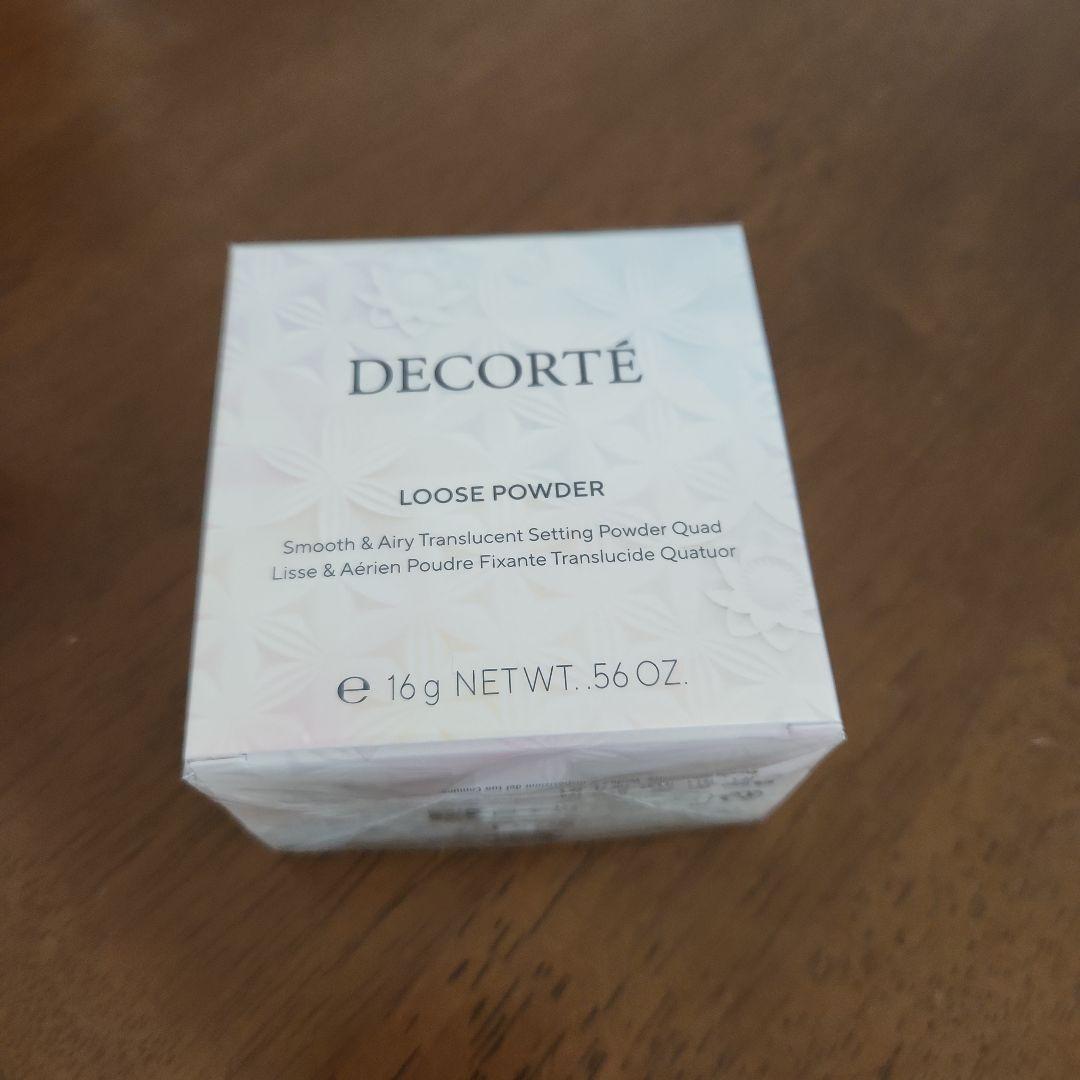 DECORTÉ
LOOSE POWDER
Smooth & Airy Translucent Setting Powder Quad
Lisse & Aérien Poudre Fixante Translucide Quatuor
℮ 16 g NET WT. .56 OZ.